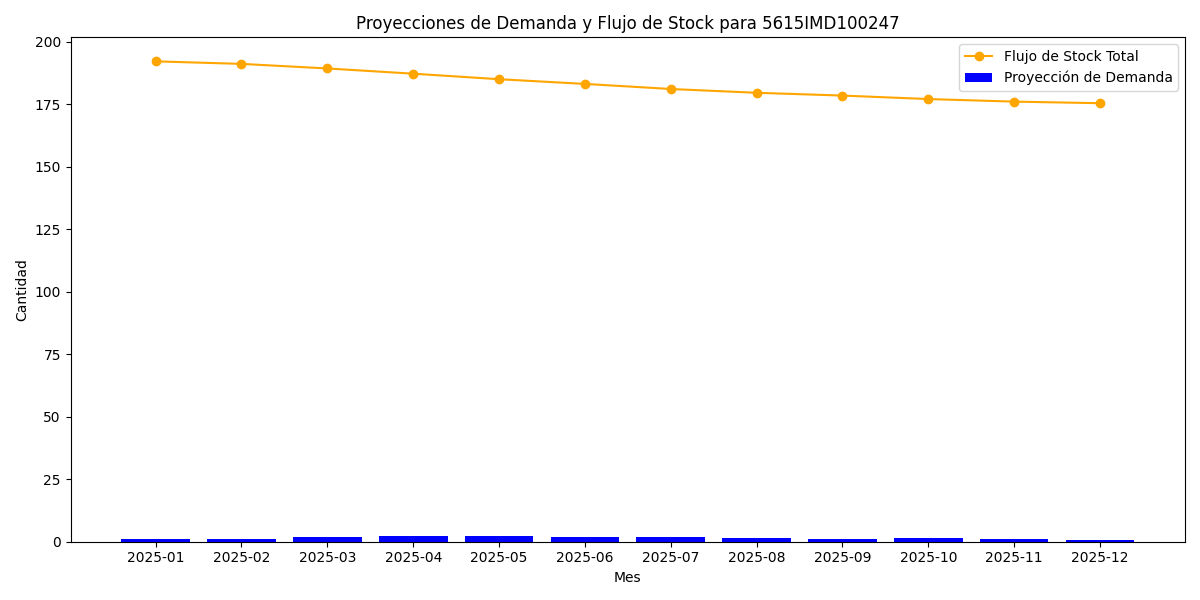 Proyecciones de Demanda y Flujo de Stock para 5615IMD100247
Flujo de Stock Total
Proyección de Demanda
Cantidad
200
175
150
125
100
75
50
25
0
2025-01 2025-02 2025-03 2025-04 2025-05 2025-06 2025-07 2025-08 2025-09 2025-10 2025-11 2025-12
Mes